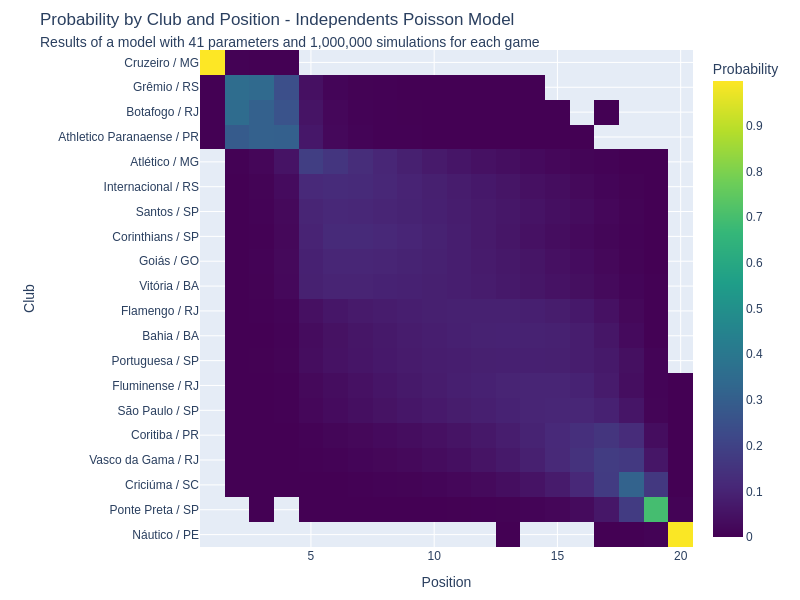 Probability by Club and Position - Independents Poisson Model
Results of a model with 41 parameters and 1,000,000 simulations for each game
Probability
Club
Cruzeiro / MG
Grêmio / RS
Botafogo / RJ
Athletico Paranaense / PR
Atlético / MG
Internacional / RS
Santos / SP
Corinthians / SP
Goiás / GO
Vitória / BA
Flamengo / RJ
Bahia / BA
Portuguesa / SP
Fluminense / RJ
São Paulo / SP
Coritiba / PR
Vasco da Gama / RJ
Criciúma / SC
Ponte Preta / SP
Náutico / PE
0.9
0.8
0.7
0.6
0.5
0.4
0.3
0.2
0.1
0
5 10 15 20
Position